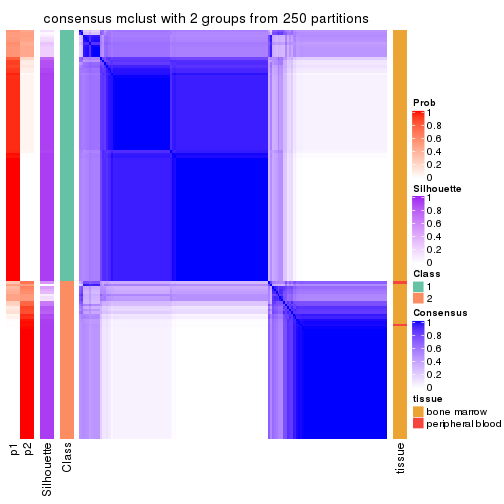 consensus mclust with 2 groups from 250 partitions
Prob
1
0.8
0.6
0.4
0.2
0
Silhouette
1
0.8
0.6
0.4
0.2
0
Class
1
2
Consensus
1
0.8
0.6
0.4
0.2
0
tissue
bone marrow
peripheral blood
p1
p2
Silhouette
Class
tissue